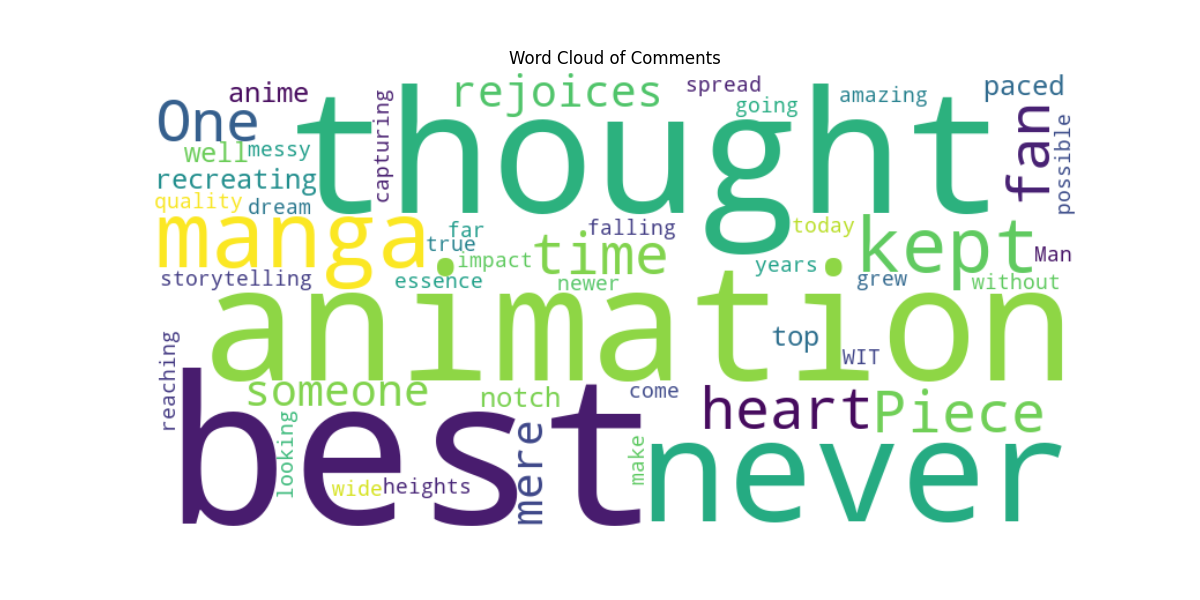 Word Cloud of Comments
rejoices
spread
paced
anime
thought
capturing
going
amazing
One
fan
possible
well
messy
recreating
quality
dream
manga
far
true
falling
today
kept
time
Man
impact
years
storytelling
essence
newer
grew
without
animation
top
WIT
reaching
best
someone
notch
come
heart
Piece
looking
mere
make
never
wide
heights